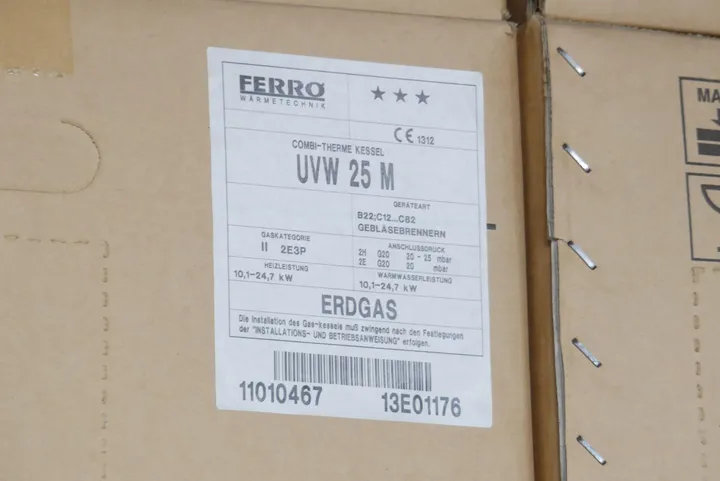 FERRO
WÄRMETECHNIK
★★★
CE 1312
COMBI-THERME KESSEL
UVW 25 M
GERÄTEART
B22;C12...C82
GEBLÄSEBRENNERN
GASKATEGORIE
II 2E3P
ANSCHLUSSDRUCK
2H G20 20 - 25 mbar
2E G20 20 mbar
HEIZLEISTUNG
10,1-24,7 kW
WARMWASSERLEISTUNG
10,1-24,7 kW
ERDGAS
Die Installation des Gas-kessels muß zwingend nach den Festlegungen
der "INSTALLATIONS- UND BETRIEBSANWEISUNG" erfolgen.
11010467
13E01176
MA